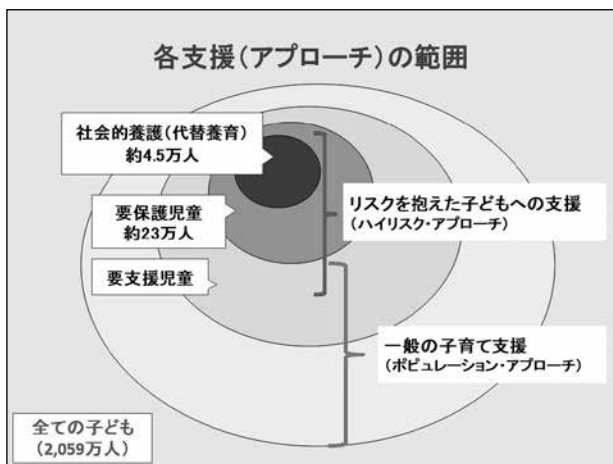 各支援(アプローチ)の範囲
社会的養護(代替養育)
約4.5万人
要保護児童
約23万人
要支援児童
リスクを抱えた子どもへの支援
(ハイリスク・アプローチ)
一般の子育て支援
(ポピュレーション・アプローチ)
全ての子ども
(2,059万人)